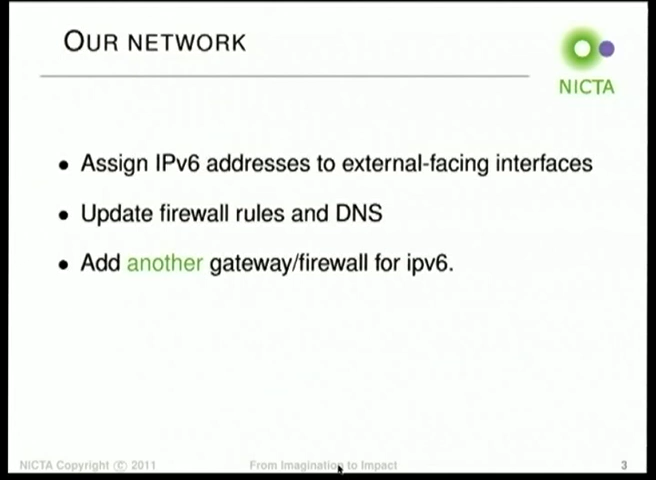 OUR NETWORK
NICTA
• Assign IPv6 addresses to external-facing interfaces
• Update firewall rules and DNS
• Add another gateway/firewall for ipv6.
NICTA Copyright © 2011
From Imagination to Impact
3